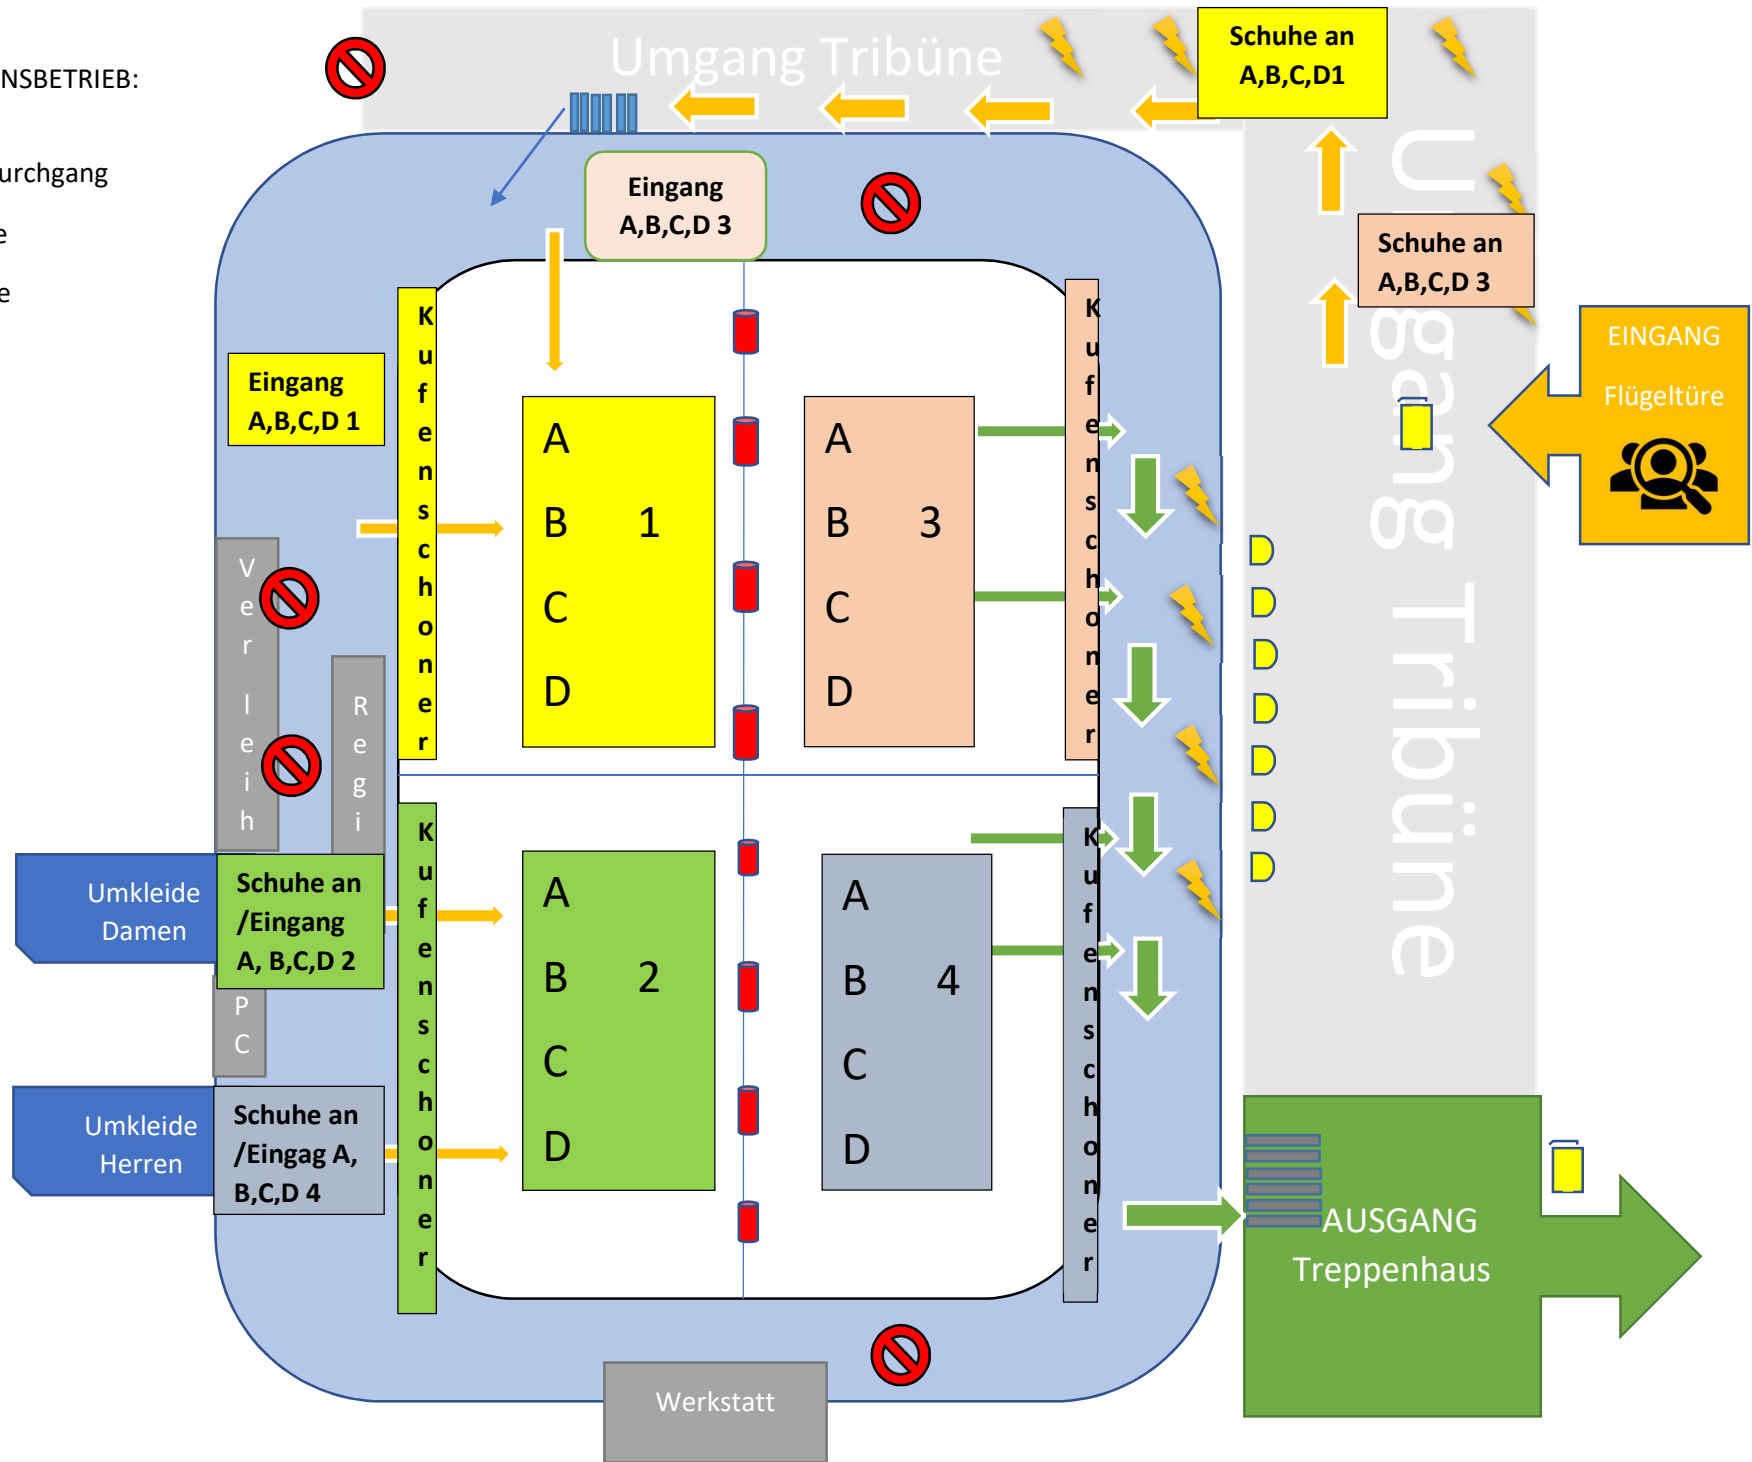 NSBETRIEB:
urchgang
e
e
Umgang Tribüne
Schuhe an
A,B,C,D1
Umgang Tribüne
Schuhe an
A,B,C,D 3
EINGANG
Flügeltüre
Eingang
A,B,C,D 3
Eingang
A,B,C,D 1
Kufenschoner
Kufenschoner
A
B 1
C
D
A
B 3
C
D
Ver leih
Regi
Umkleide
Damen
Schuhe an
/Eingang
A, B,C,D 2
PC
Umkleide
Herren
Schuhe an
/Eingag A,
B,C,D 4
Kufenschoner
Kufenschoner
A
B 2
C
D
A
B 4
C
D
AUSGANG
Treppenhaus
Werkstatt